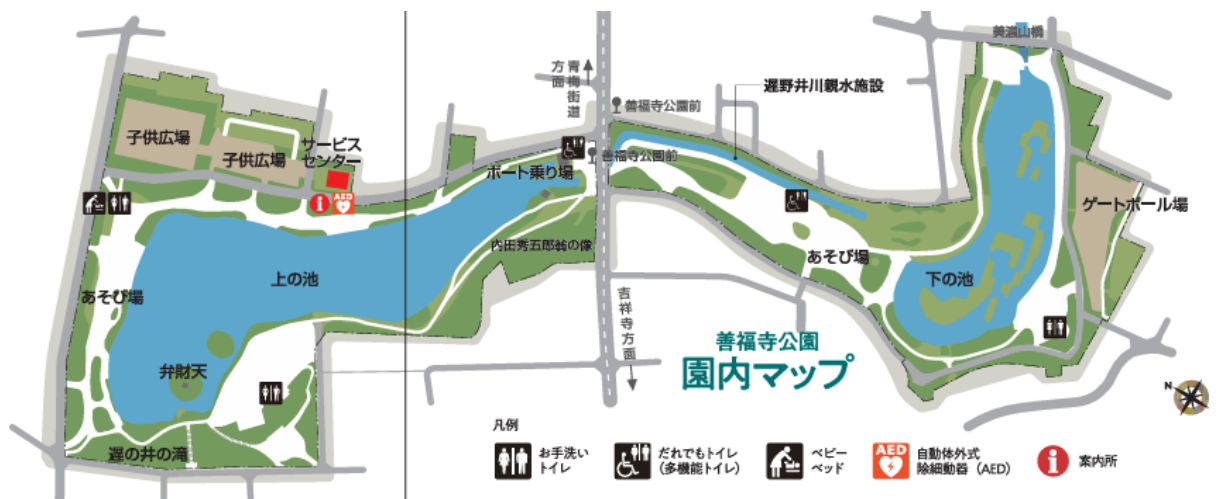 美濃山橋
青梅街道
方面
遅野井川親水施設
善福寺公園前
子供広場
子供広場
サービス
センター
善福寺公園前
ボート乗り場
AED
ゲートボール場
内田秀五郎翁の像
あそび場
上の池
下の池
あそび場
吉祥寺方面
善福寺公園
園内マップ
弁財天
N
遅の井の滝
凡例
お手洗い
トイレ
だれでもトイレ
(多機能トイレ)
ベビー
ベッド
AED
自動体外式
除細動器(AED)
i
案内所